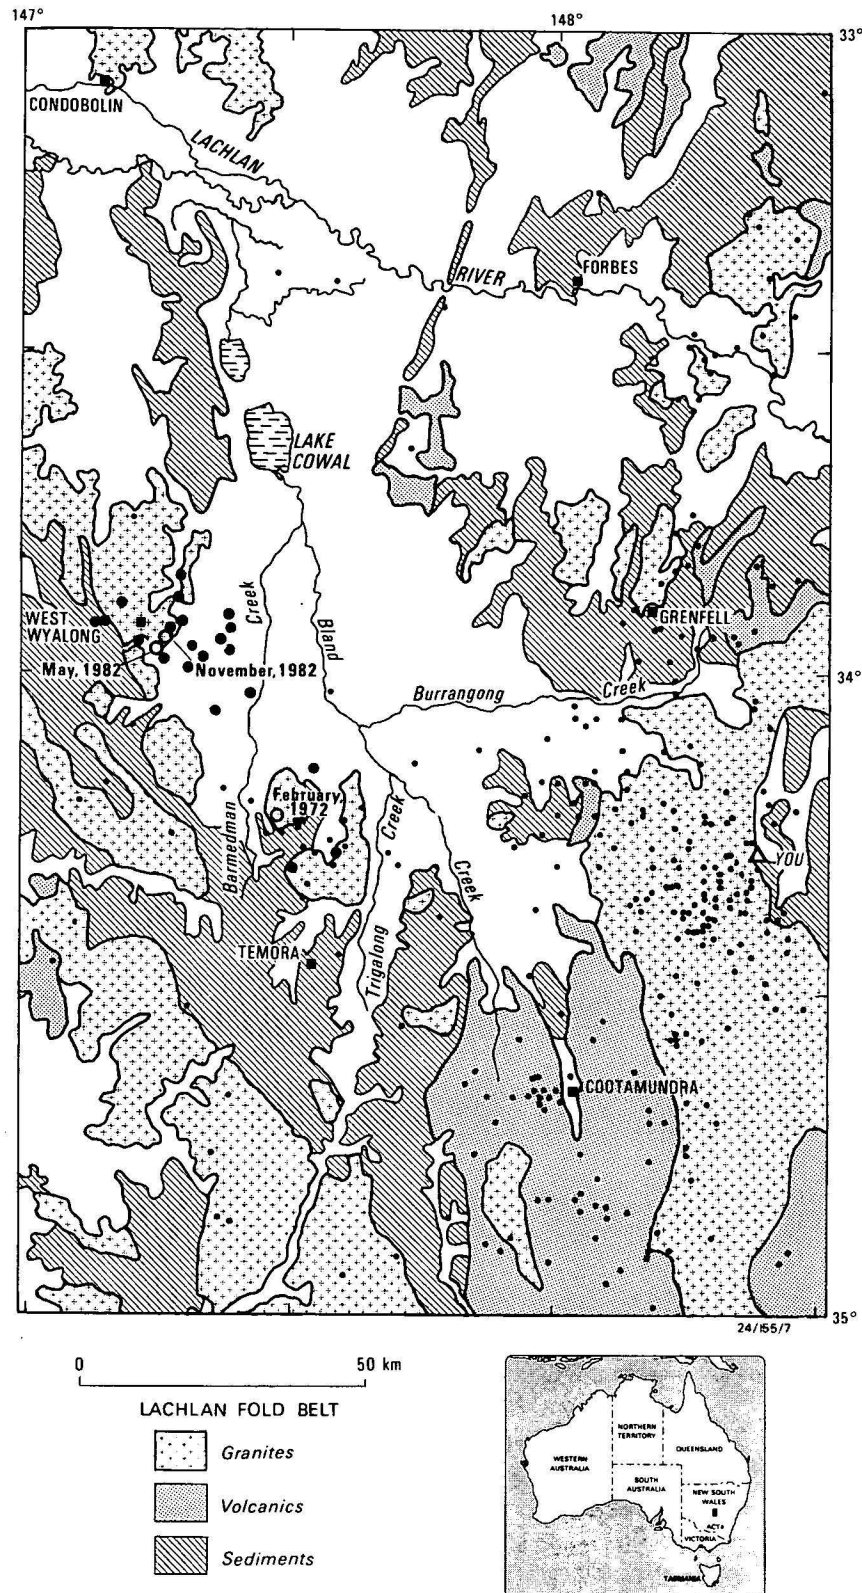 147°
148°
33°
CONDOBOLIN
LACHLAN
RIVER
FORBES
LAKE
COWAL
WEST
WYALONG
GRENFELL
Creek
Bland
May, 1982
November, 1982
Burrangong
Creek
34°
February,
1972
Creek
Creek
Barmedman
YOU
TEMORA
Trigalong
COOTAMUNDRA
35°
24/155/7
0
50 km
LACHLAN FOLD BELT
Granites
Volcanics
Sediments
NORTHERN
TERRITORY
QUEENSLAND
WESTERN
AUSTRALIA
SOUTH
AUSTRALIA
NEW SOUTH
WALES
ACT
VICTORIA
TASMANIA